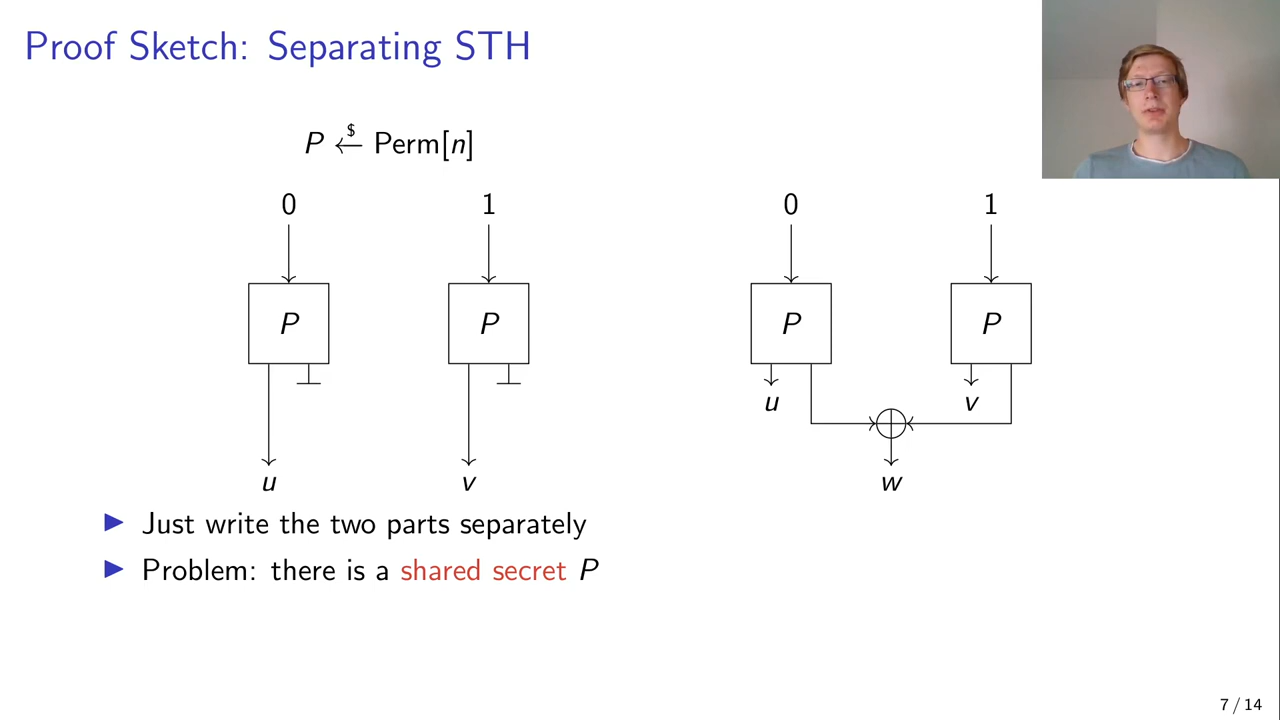 Proof Sketch: Separating STH
P ←$ Perm[n]
0 1 0 1
P P P P
u v
u v w
▶ Just write the two parts separately
▶ Problem: there is a shared secret P
7 / 14